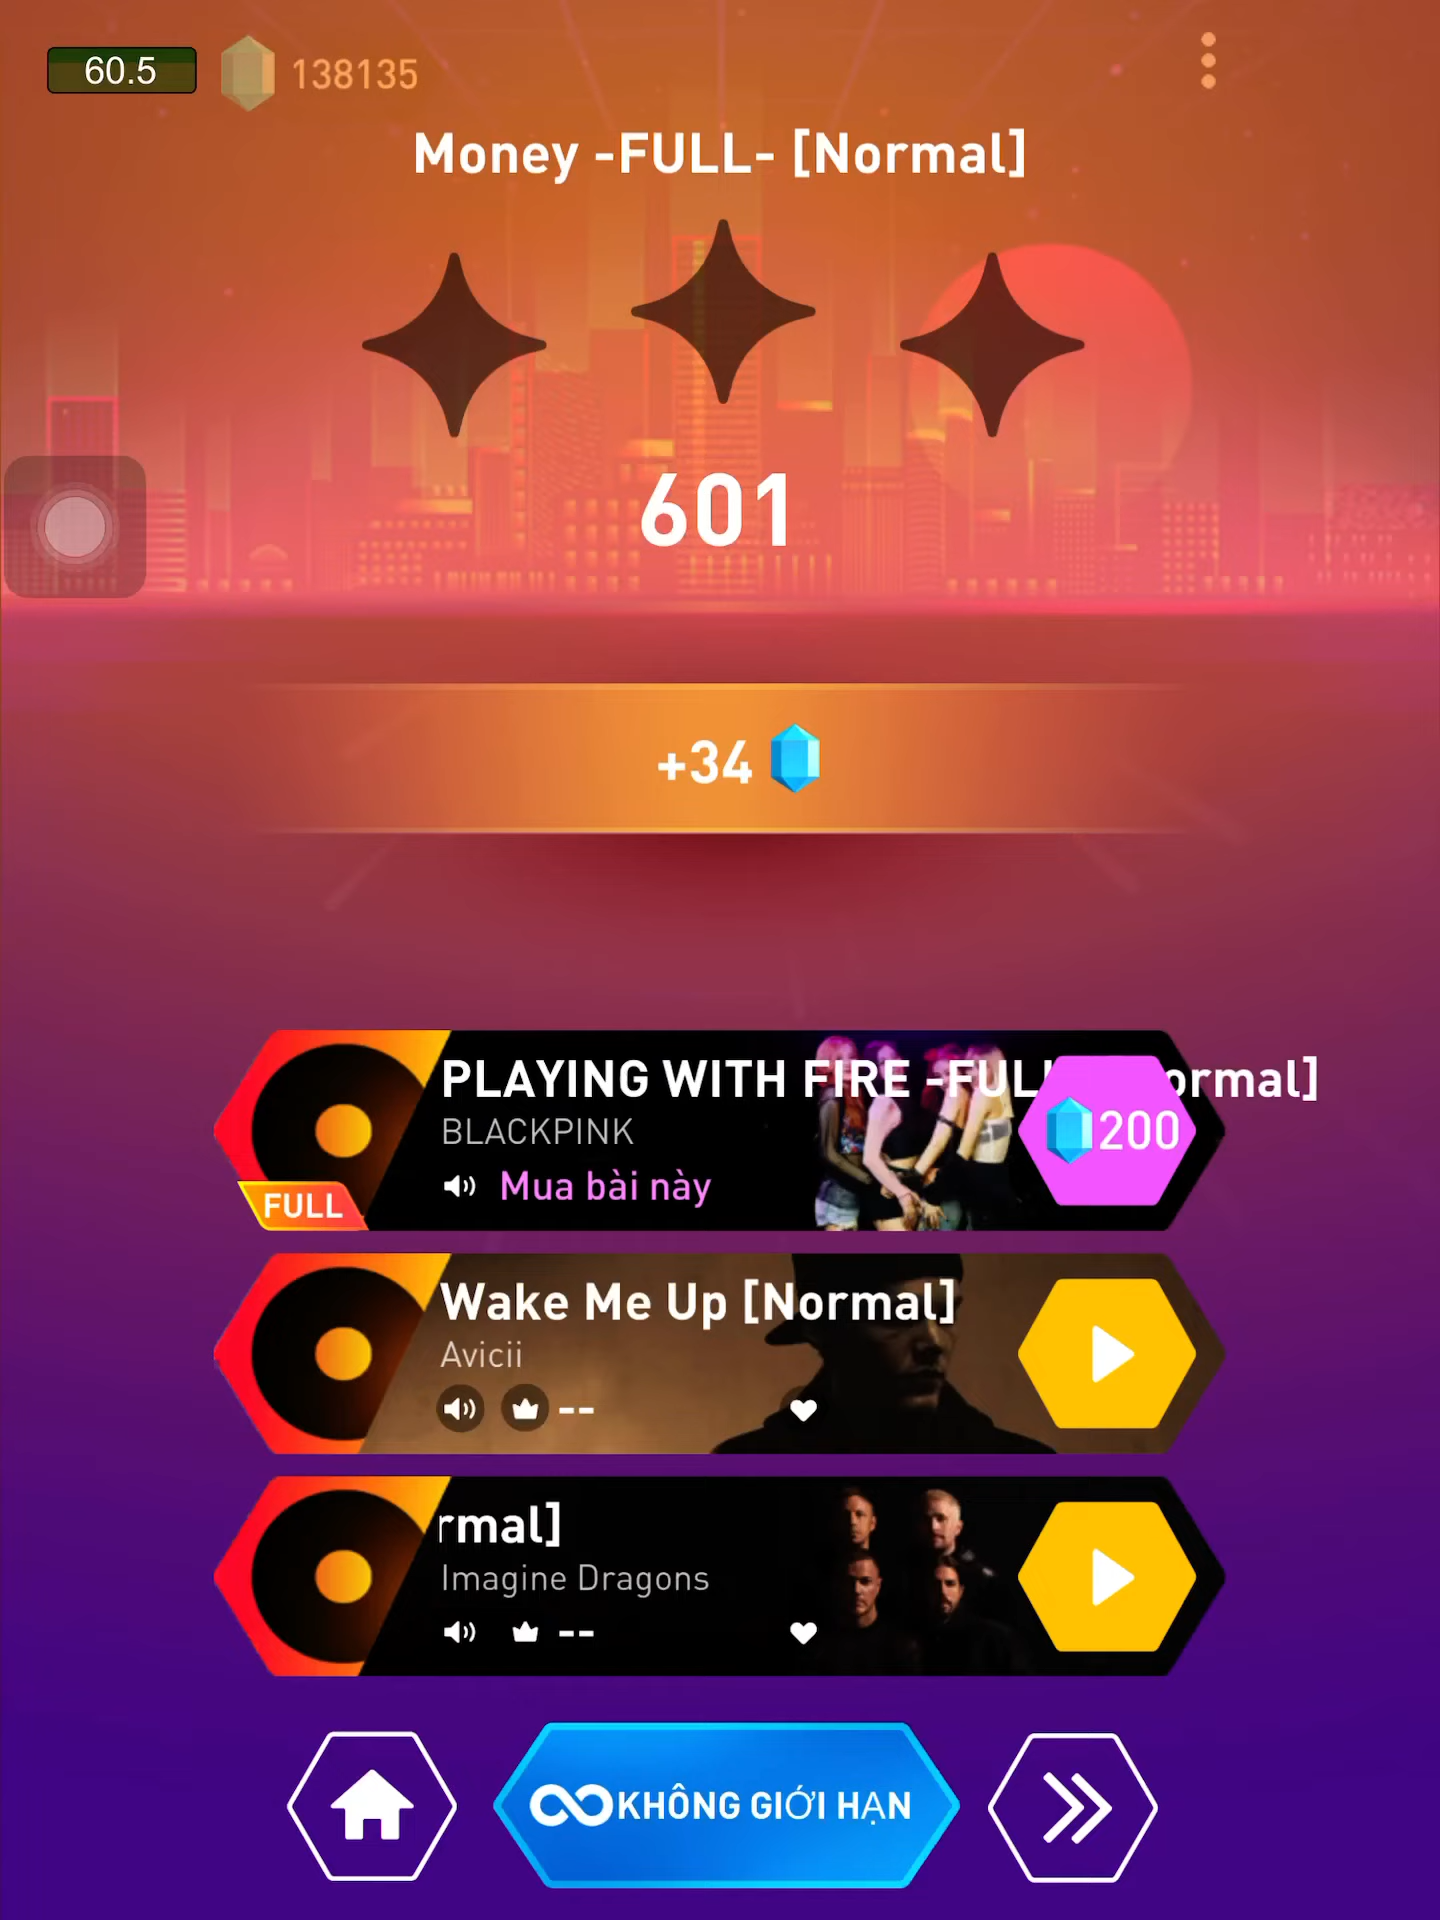 60.5
138135
Money -FULL- [Normal]
601
+34
PLAYING WITH FIRE -FULL ormal]
BLACKPINK
Mua bài này
200
FULL
Wake Me Up [Normal]
Avicii
--
rmal]
Imagine Dragons
--
KHÔNG GIỚI HẠN